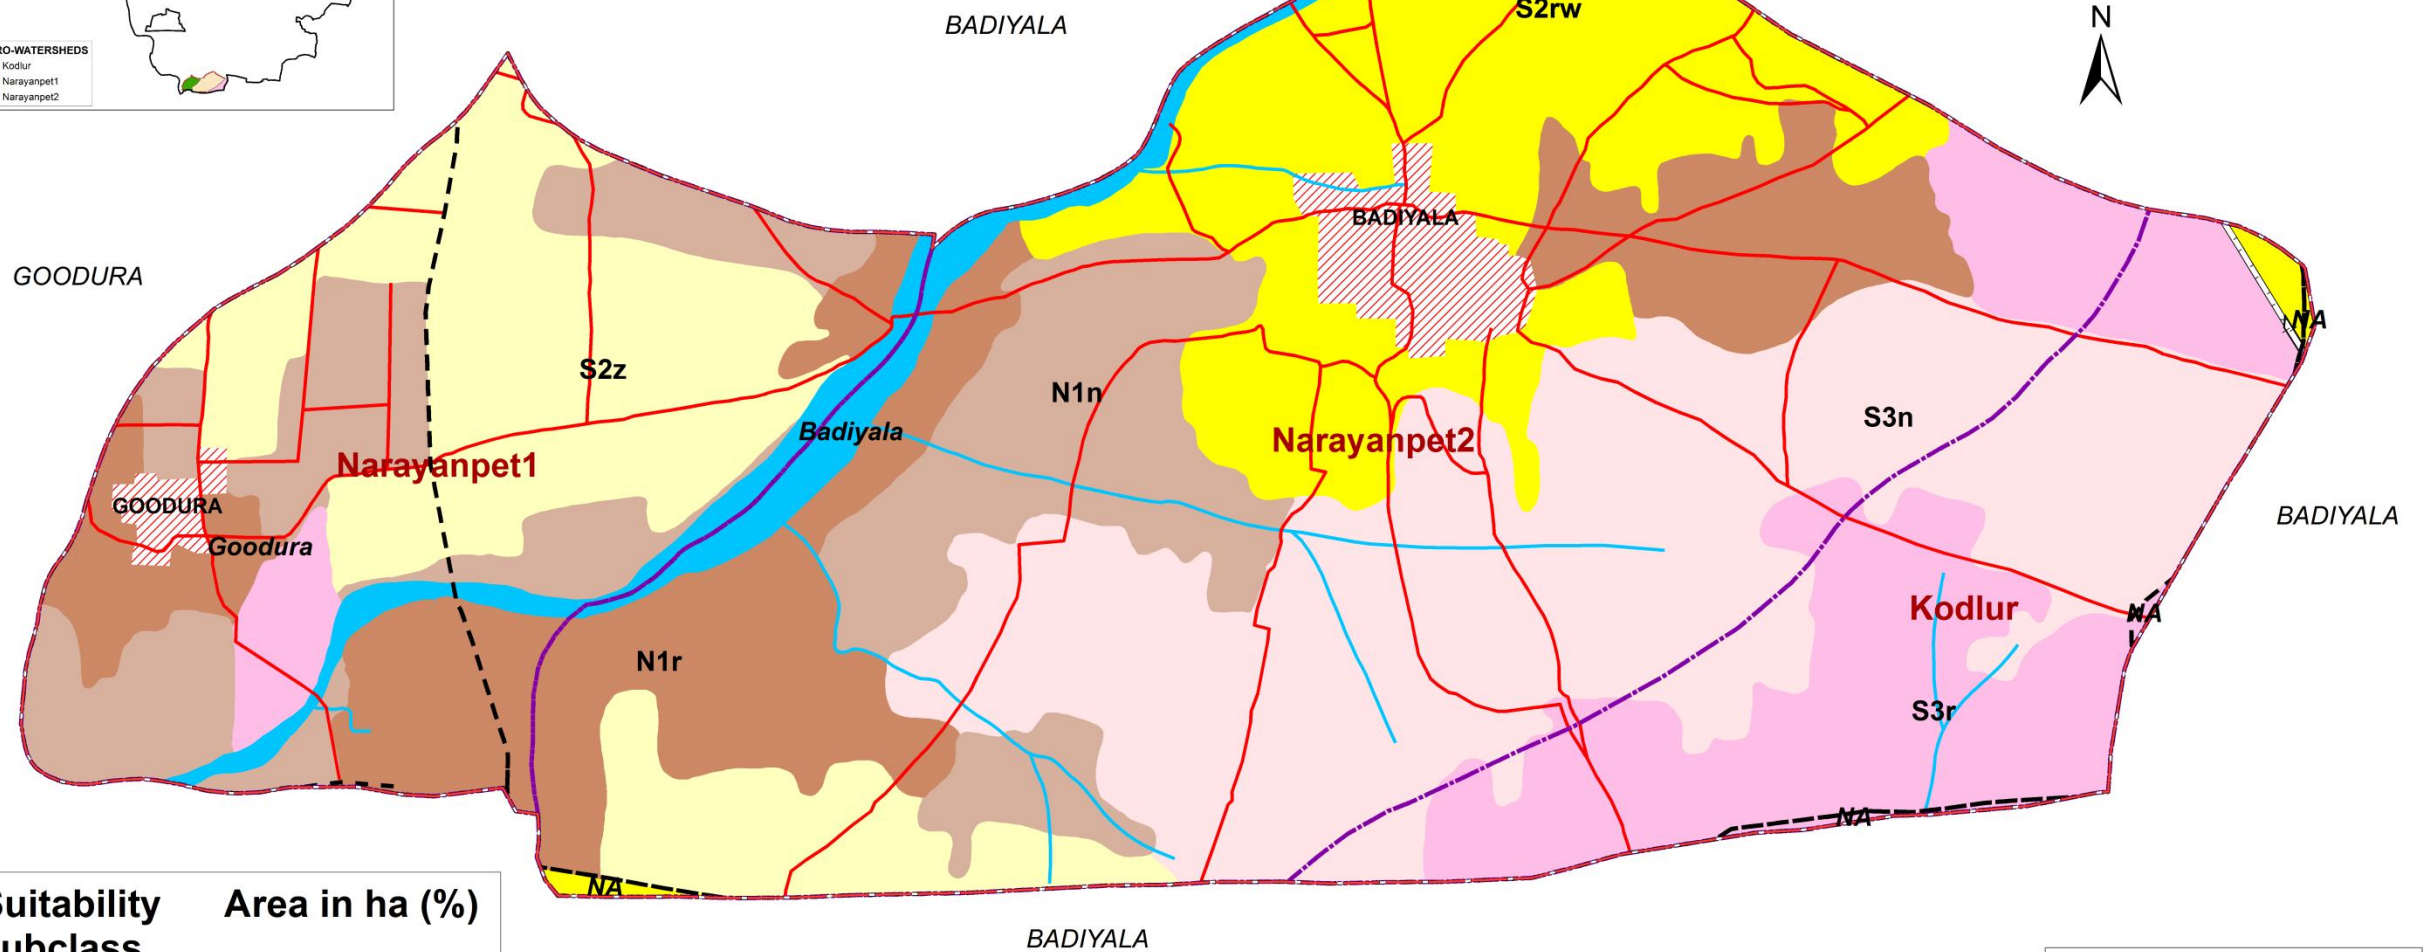 BADIYALA
S2rw
N
RO-WATERSHEDS
Kodlur
Narayanpet1
Narayanpet2
BADIYALA
GOODURA
NA
S2z
N1n
S3n
Badiyala
Narayanpet2
Narayanpet1
GOODURA
BADIYALA
Goodura
Kodlur
NA
N1r
S3r
NA
NA
Suitability Area in ha (%)
ubclass
BADIYALA